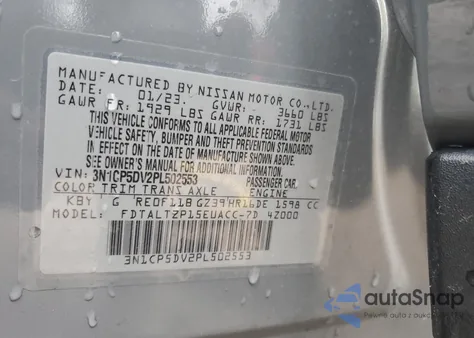 MANUFACTURED BY NISSAN MOTOR CO., LTD.
DATE: 01/23. GVWR: 3660 LBS
GAWR FR: 1929 LBS GAWR RR: 1731 LBS
THIS VEHICLE CONFORMS TO ALL APPLICABLE FEDERAL MOTOR
VEHICLE SAFETY, BUMPER, AND THEFT PREVENTION STANDARDS
IN EFFECT ON THE DATE OF MANUFACTURE SHOWN ABOVE.
SEE OWNER'S MANUAL FOR ADDITIONAL INFORMATION.
VIN: 3N1CP5DV2PL502553 PASSENGER CAR
COLOR TRIM TRANS AXLE ENGINE
KBY G RE0F11B GZ39 HR16DE 1598 CC
MODEL: FDTALTZP15EUACC-7D 4Z000
3N1CP5DV2PL502553
autoSnap